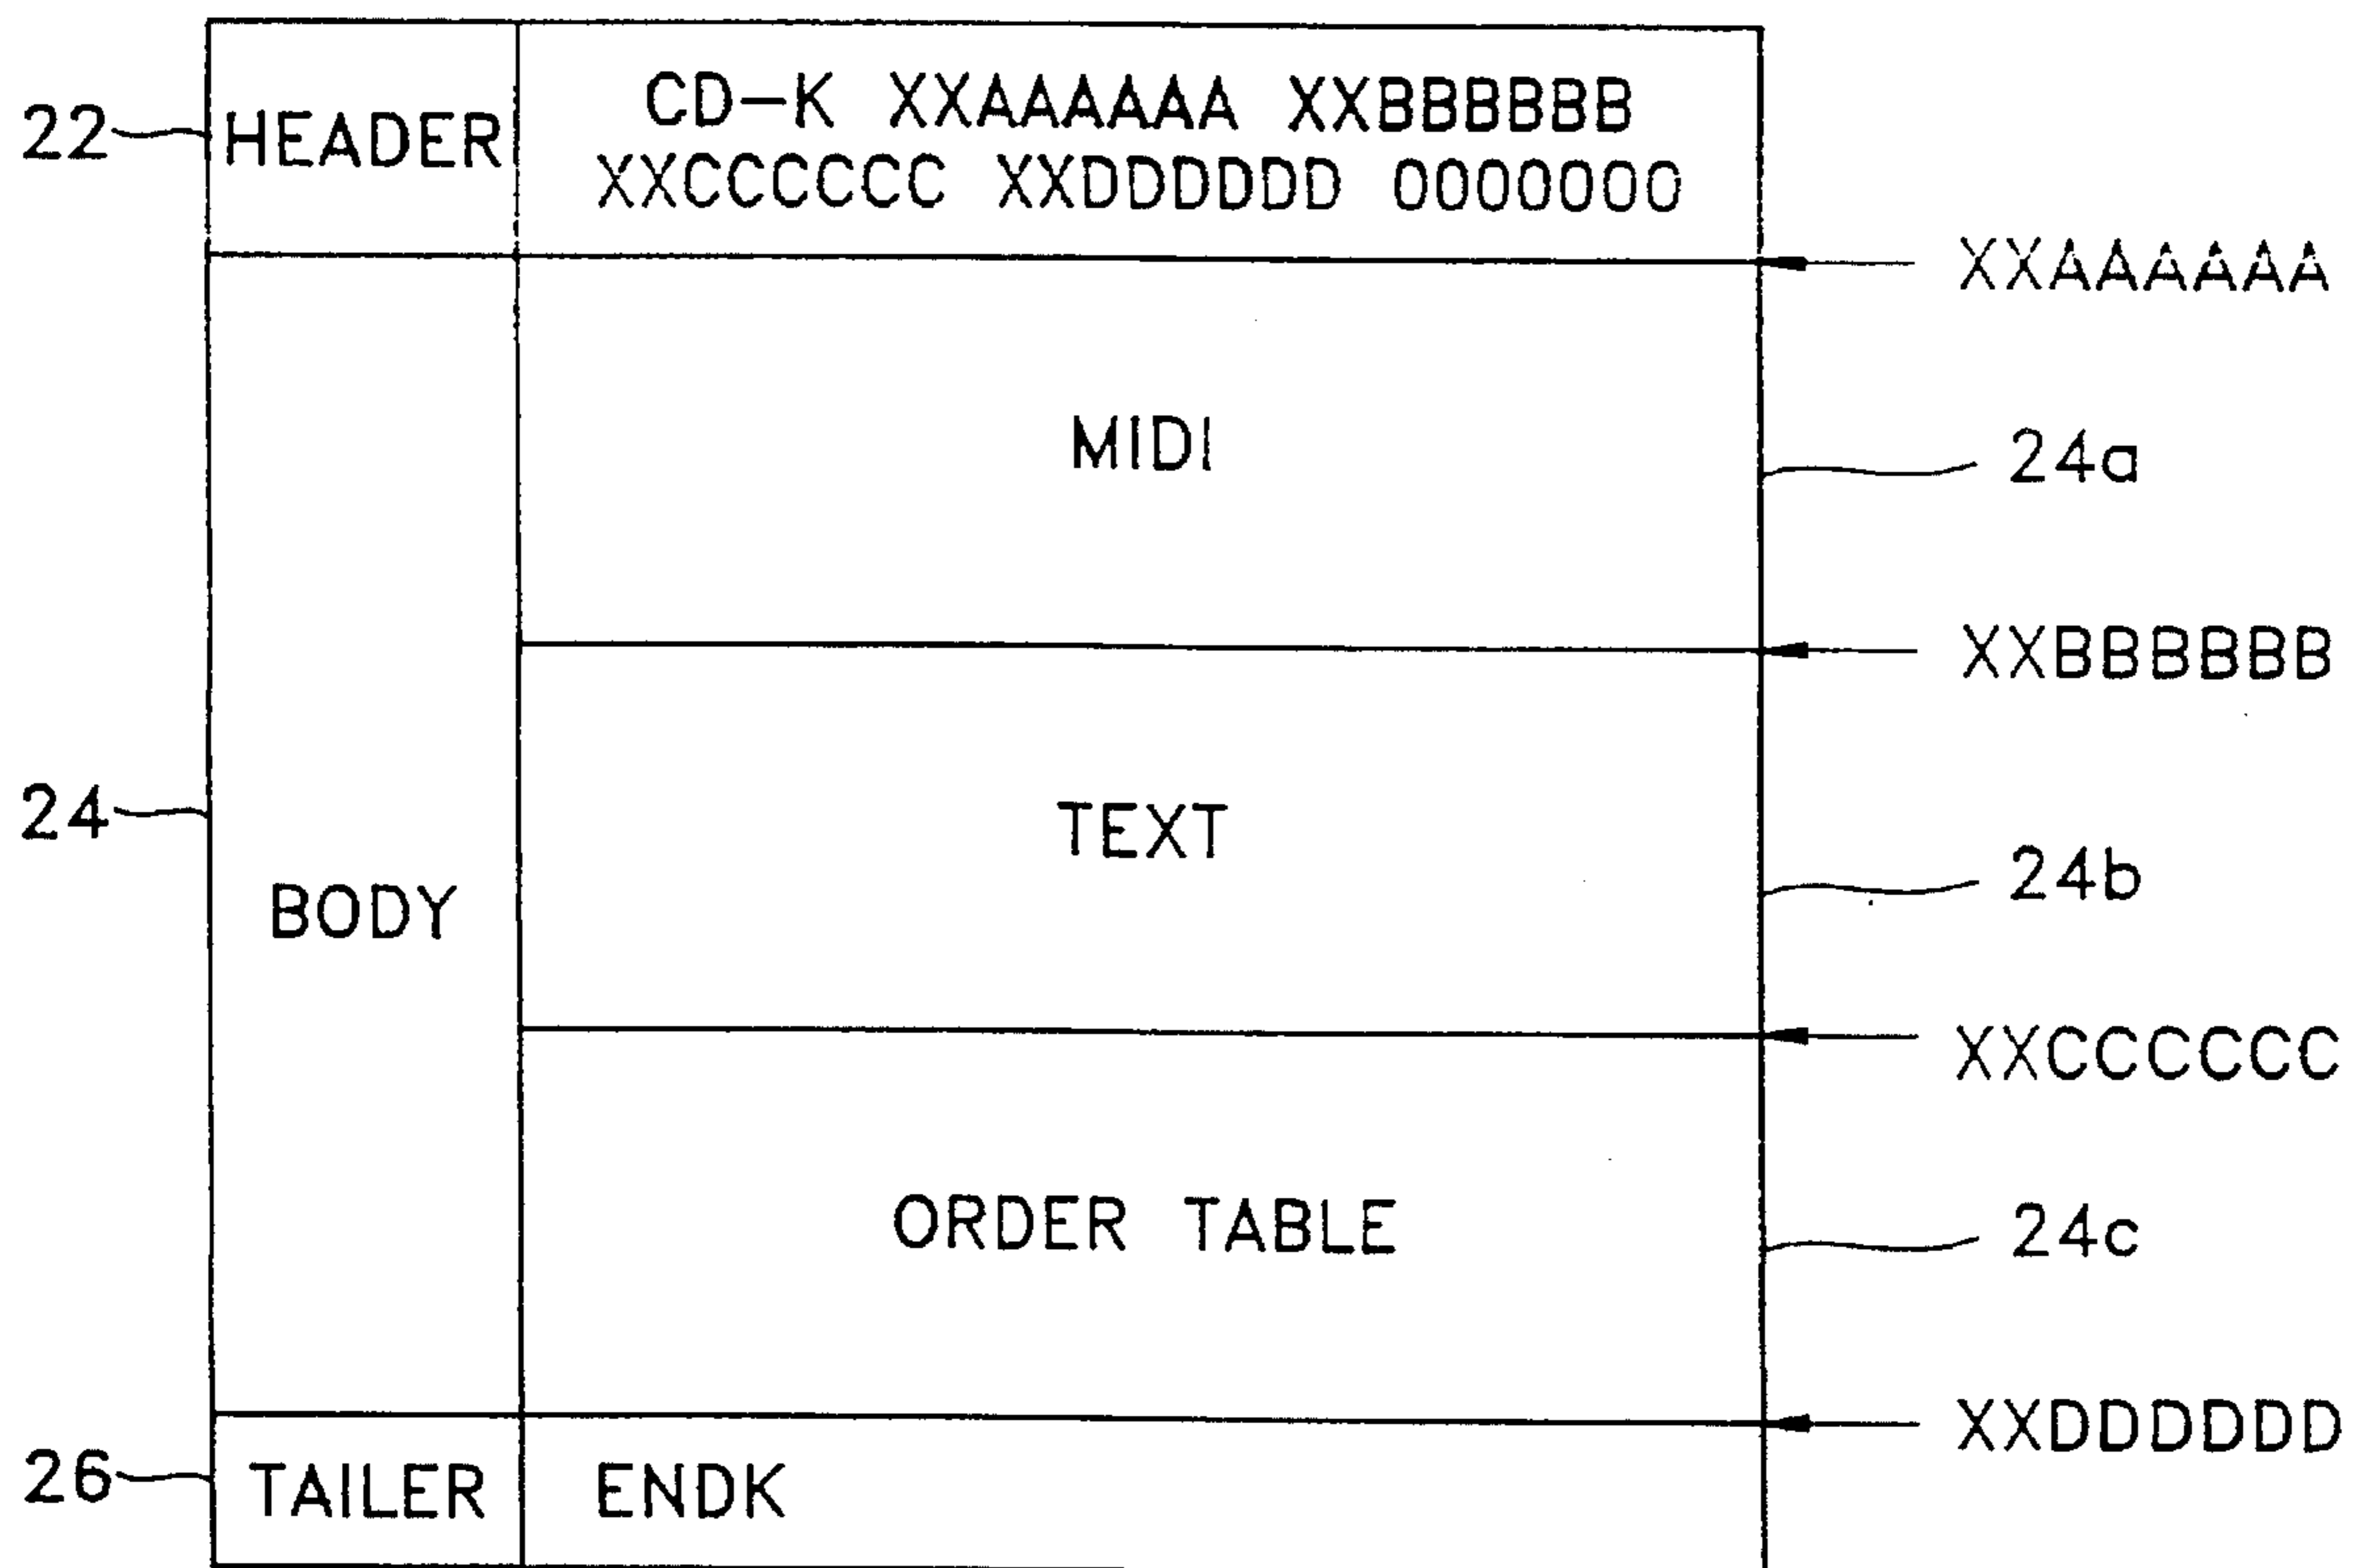 CD-K XXAAAAAA XXBBBBBB
22 HEADER
XXCCCCCC XXDDDDDD 0000000
XXAAAAAA
MIDI
24a
XXBBBBBB
24
TEXT
24b
BODY
XXCCCCCC
ORDER TABLE
24c
XXDDDDDD
26 TAILER ENDK